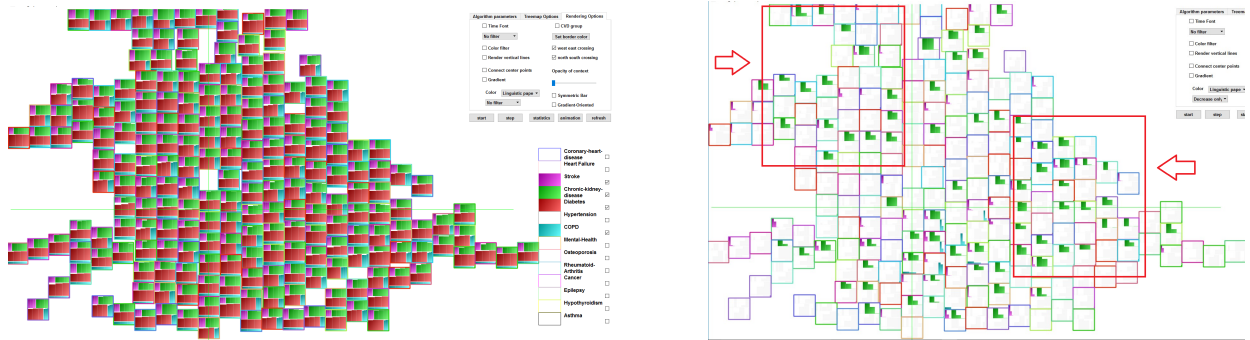 Algorithm parameters Treemap Options Rendering Options
Time Font CVD group
No filter Set border color
Color filter west east crossing
Render vertical lines north south crossing
Connect center points Opacity of context
Gradient
Color Linguistic pape Symmetric Bar
No filter Gradient Oriented
start step statistics animation refresh
Coronary-heart-
disease
Heart Failure
Stroke
Chronic-kidney-
disease
Diabetes
Hypertension
COPD
Mental-Health
Osteoporosis
Rheumatoid-
Arthritis
Cancer
Epilepsy
Hypothyroidism
Asthma
Algorithm parameters
Time Font
No filter
Color filter
Render vertical lines
Connect center points
Gradient
Color Linguistic pape
Decrease only
start step